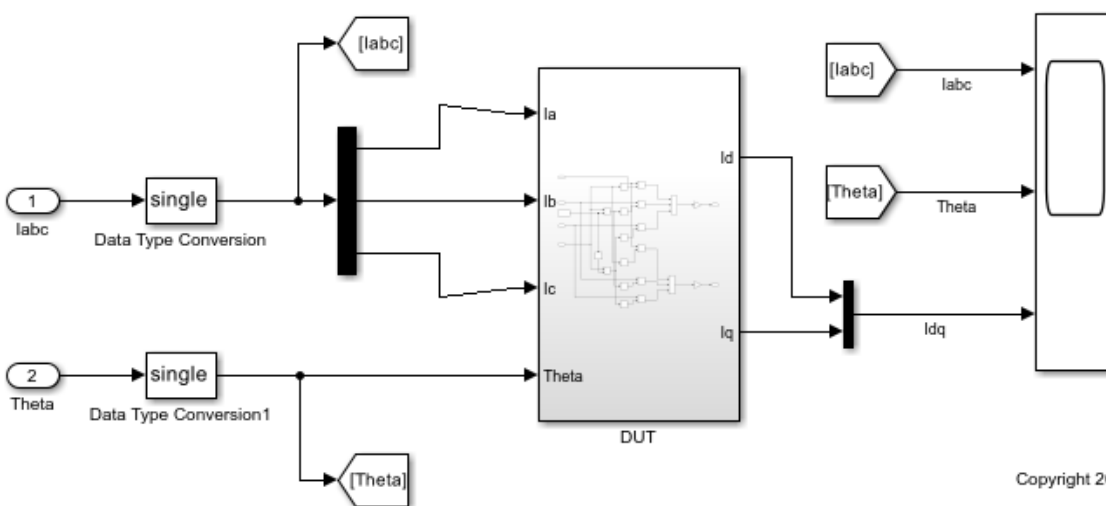 [Iabc]
[Iabc]
Iabc
Ia
Id
1
Iabc
single
Data Type Conversion
Ib
[Theta]
Theta
Ic
Iq
Idq
2
Theta
single
Data Type Conversion1
Theta
DUT
[Theta]
Copyright